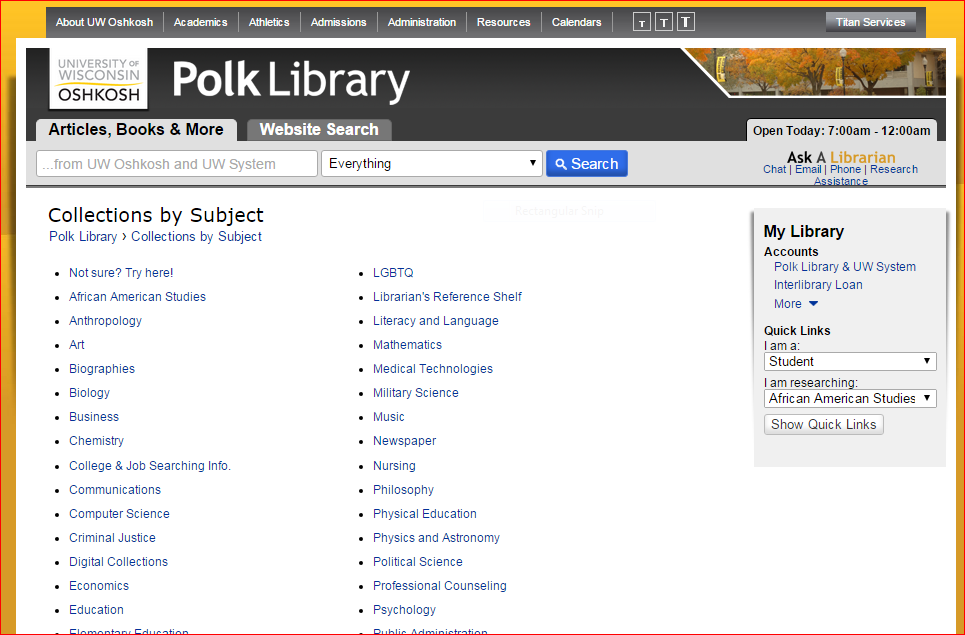 About UW Oshkosh Academics Athletics Admissions Administration Resources Calendars T T T Titan Services
UNIVERSITY OF
WISCONSIN
OSHKOSH
Polk Library
Articles, Books & More Website Search Open Today: 7:00am - 12:00am
...from UW Oshkosh and UW System Everything Search
Ask A Librarian
Chat | Email | Phone | Research
Assistance
Collections by Subject
Polk Library › Collections by Subject
Rectangular Snip
Not sure? Try here!
African American Studies
Anthropology
Art
Biographies
Biology
Business
Chemistry
College & Job Searching Info.
Communications
Computer Science
Criminal Justice
Digital Collections
Economics
Education
Elementary Education
LGBTQ
Librarian's Reference Shelf
Literacy and Language
Mathematics
Medical Technologies
Military Science
Music
Newspaper
Nursing
Philosophy
Physical Education
Physics and Astronomy
Political Science
Professional Counseling
Psychology
Public Administration
My Library
Accounts
Polk Library & UW System
Interlibrary Loan
More
Quick Links
I am a:
Student
I am researching:
African American Studies
Show Quick Links